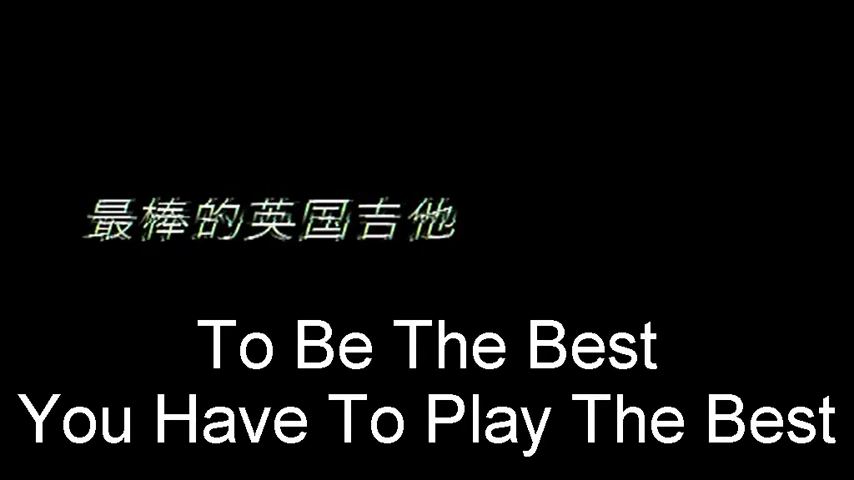 最棒的英国吉他
To Be The Best
You Have To Play The Best